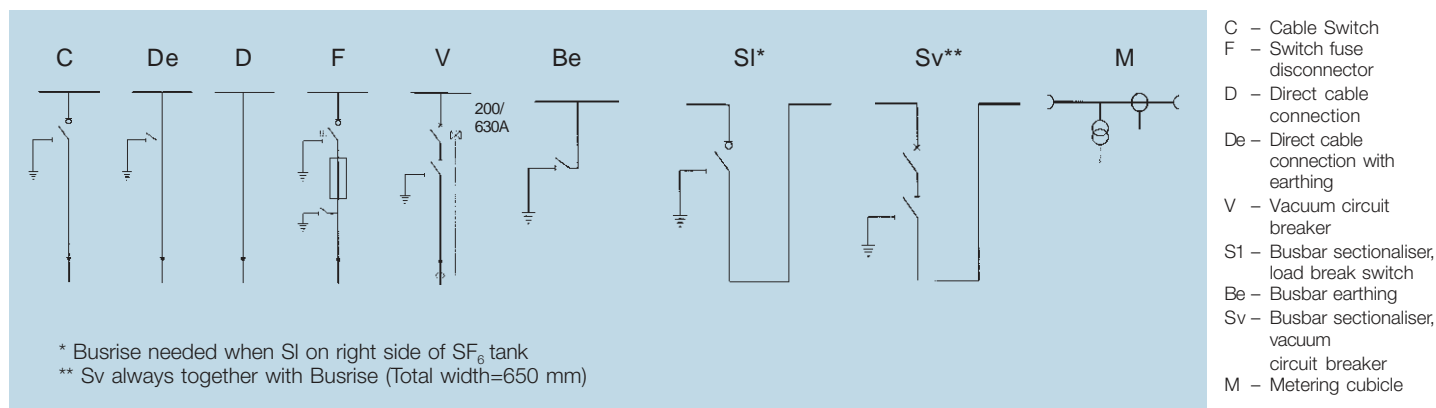 C De D F V Be Sl* Sv** M
200/
630A
* Busrise needed when Sl on right side of SF6 tank
** Sv always together with Busrise (Total width=650 mm)
C – Cable Switch
F – Switch fuse
disconnector
D – Direct cable
connection
De – Direct cable
connection with
earthing
V – Vacuum circuit
breaker
S1 – Busbar sectionaliser,
load break switch
Be – Busbar earthing
Sv – Busbar sectionaliser,
vacuum
circuit breaker
M – Metering cubicle